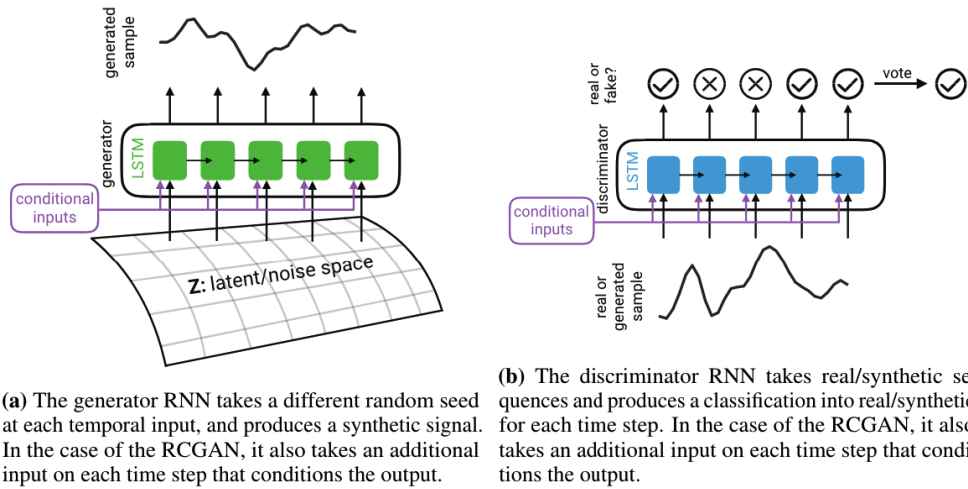 generated
sample
generator
LSTM
conditional
inputs
Z: latent/noise space
(a) The generator RNN takes a different random seed
at each temporal input, and produces a synthetic signal.
In the case of the RCGAN, it also takes an additional
input on each time step that conditions the output.
real or
fake?
vote
discriminator
LSTM
conditional
inputs
real or
generated
sample
(b) The discriminator RNN takes real/synthetic se
quences and produces a classification into real/synthetic
for each time step. In the case of the RCGAN, it also
takes an additional input on each time step that condi
tions the output.